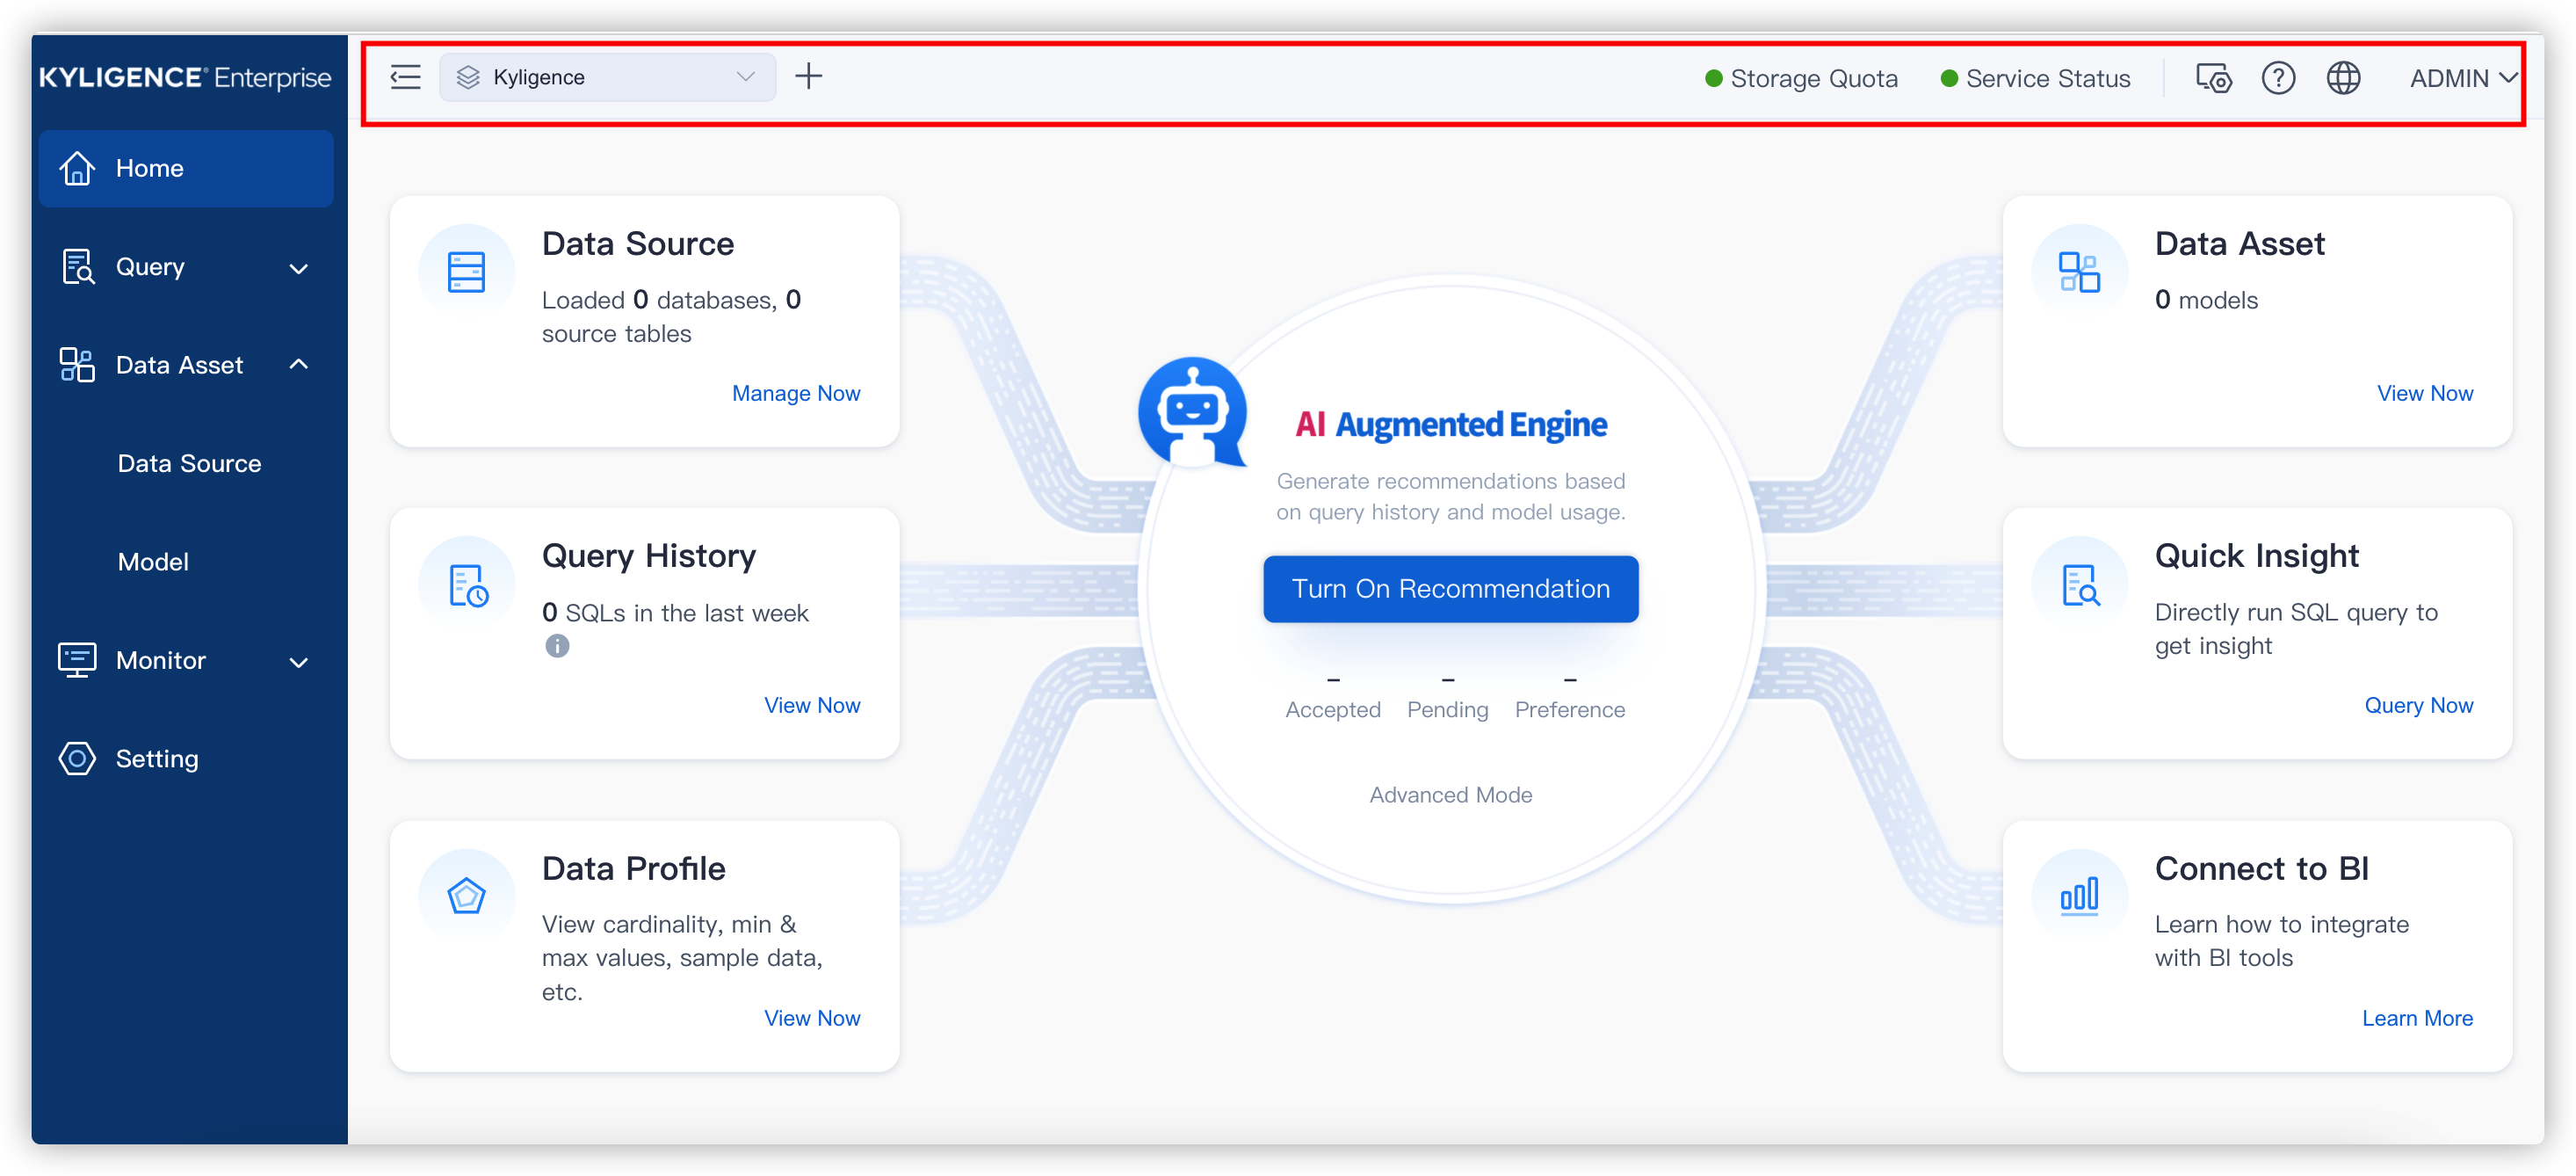 KYLIGENCE® Enterprise
Home
Query
Data Asset
Data Source
Model
Monitor
Setting
Kyligence
Storage Quota
Service Status
ADMIN
Data Source
Loaded 0 databases, 0
source tables
Manage Now
Query History
0 SQLs in the last week
View Now
Data Profile
View cardinality, min &
max values, sample data,
etc.
View Now
AI Augmented Engine
Generate recommendations based
on query history and model usage.
Turn On Recommendation
- - -
Accepted Pending Preference
Advanced Mode
Data Asset
0 models
View Now
Quick Insight
Directly run SQL query to
get insight
Query Now
Connect to BI
Learn how to integrate
with BI tools
Learn More